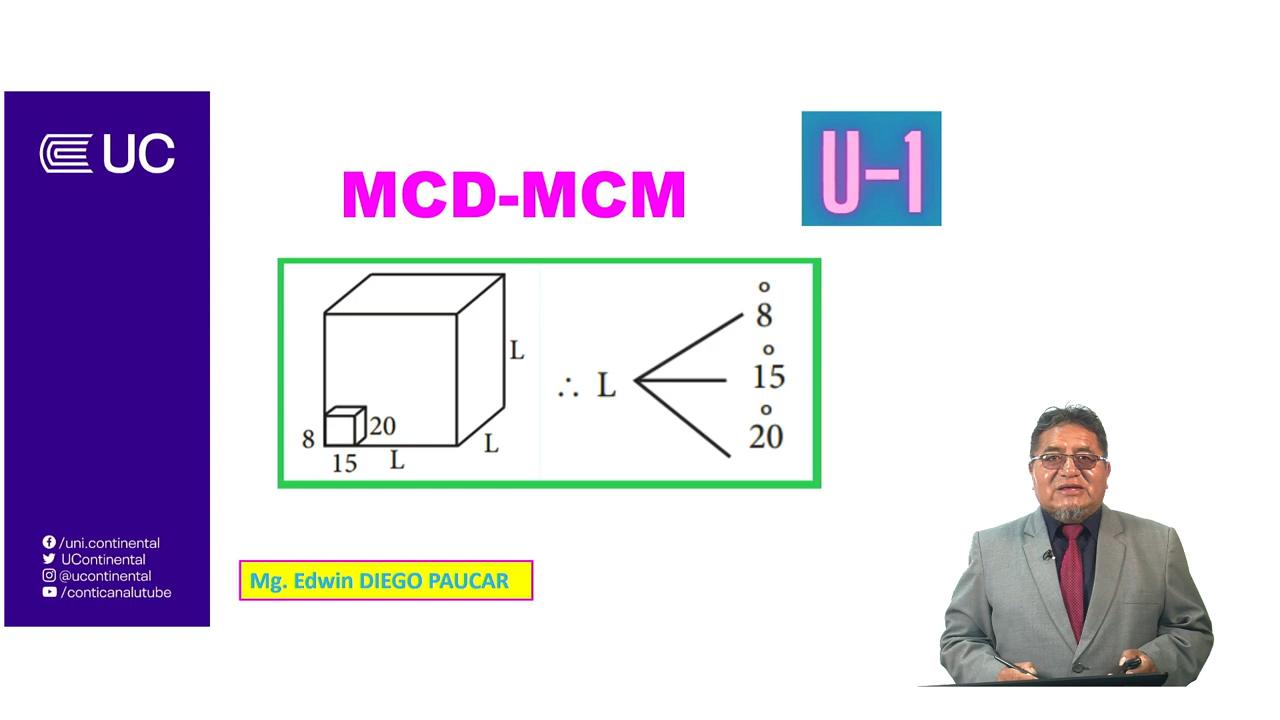 UC
MCD-MCM
U-1
8
15
20
L
L
L
∴ L
8̊
15̊
20̊
/uni.continental
UContinental
@ucontinental
/conticanalutube
Mg. Edwin DIEGO PAUCAR